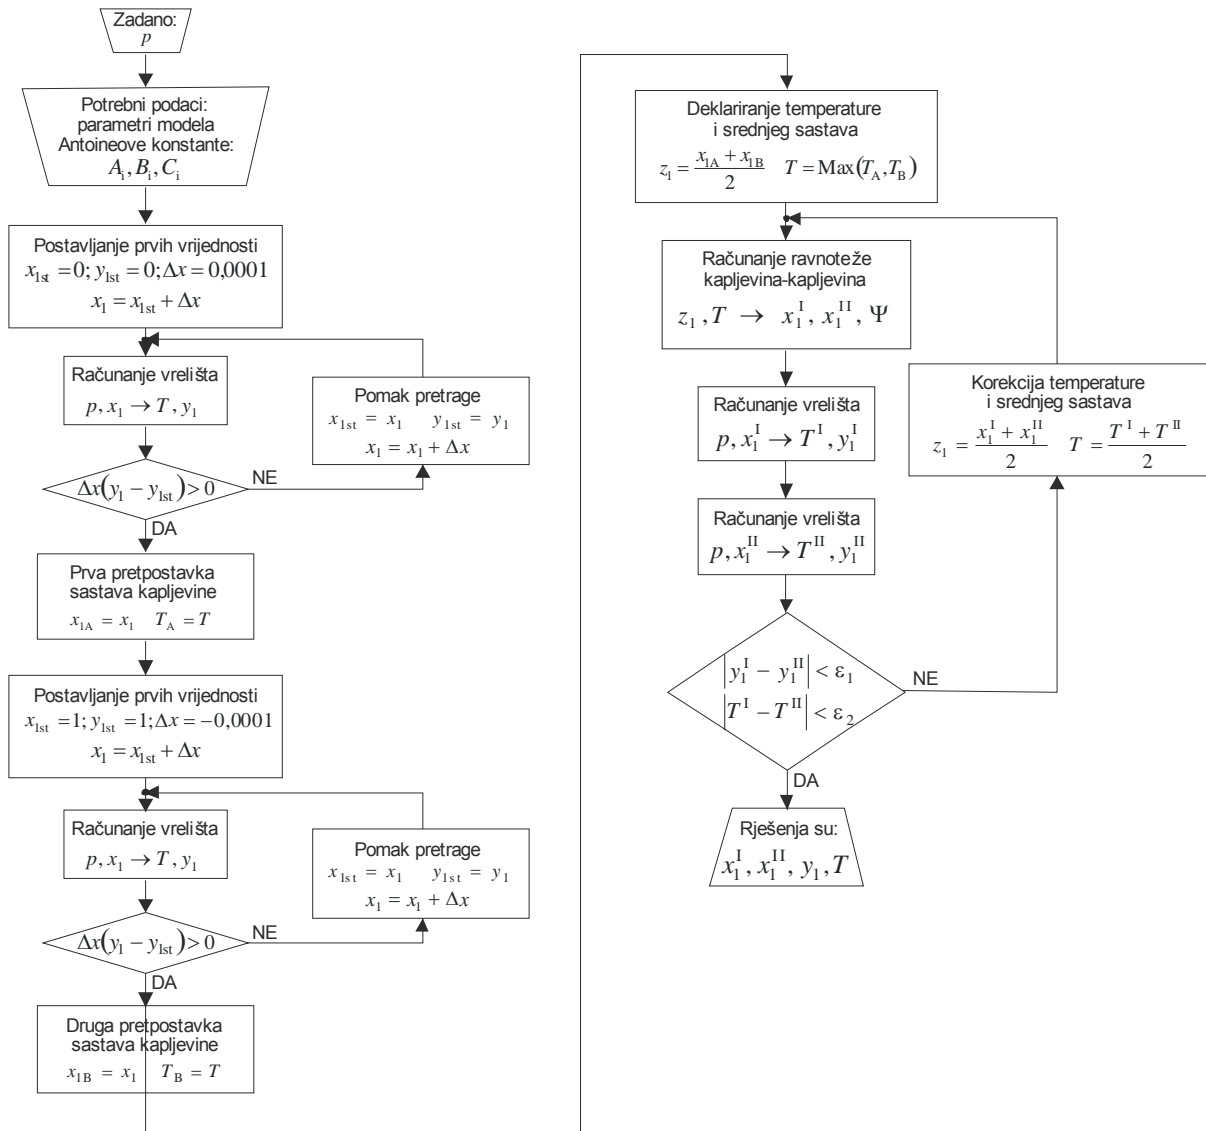 Zadano:
p
Potrebni podaci:
parametri modela
Antoineove konstante:
A_i, B_i, C_i
Postavljanje prvih vrijednosti
x_1st = 0; y_1st = 0; Δx = 0,0001
x_1 = x_1st + Δx
Računanje vrelišta
p, x_1 → T, y_1
Pomak pretrage
x_1st = x_1 y_1st = y_1
x_1 = x_1 + Δx
Δx(y_1 − y_1st) > 0
NE
DA
Prva pretpostavka
sastava kapljevine
x_1A = x_1 T_A = T
Postavljanje prvih vrijednosti
x_1st = 1; y_1st = 1; Δx = −0,0001
x_1 = x_1st + Δx
Računanje vrelišta
p, x_1 → T, y_1
Pomak pretrage
x_1st = x_1 y_1st = y_1
x_1 = x_1 + Δx
Δx(y_1 − y_1st) > 0
NE
DA
Druga pretpostavka
sastava kapljevine
x_1B = x_1 T_B = T
Deklariranje temperature
i srednjeg sastava
z_1 = (x_1A + x_1B)/2 T = Max(T_A, T_B)
Računanje ravnoteže
kapljevina-kapljevina
z_1, T → x_1^I, x_1^II, Ψ
Računanje vrelišta
p, x_1^I → T^I, y_1^I
Računanje vrelišta
p, x_1^II → T^II, y_1^II
Korekcija temperature
i srednjeg sastava
z_1 = (x_1^I + x_1^II)/2 T = (T^I + T^II)/2
|y_1^I − y_1^II| < ε_1
|T^I − T^II| < ε_2
NE
DA
Rješenja su:
x_1^I, x_1^II, y_1, T